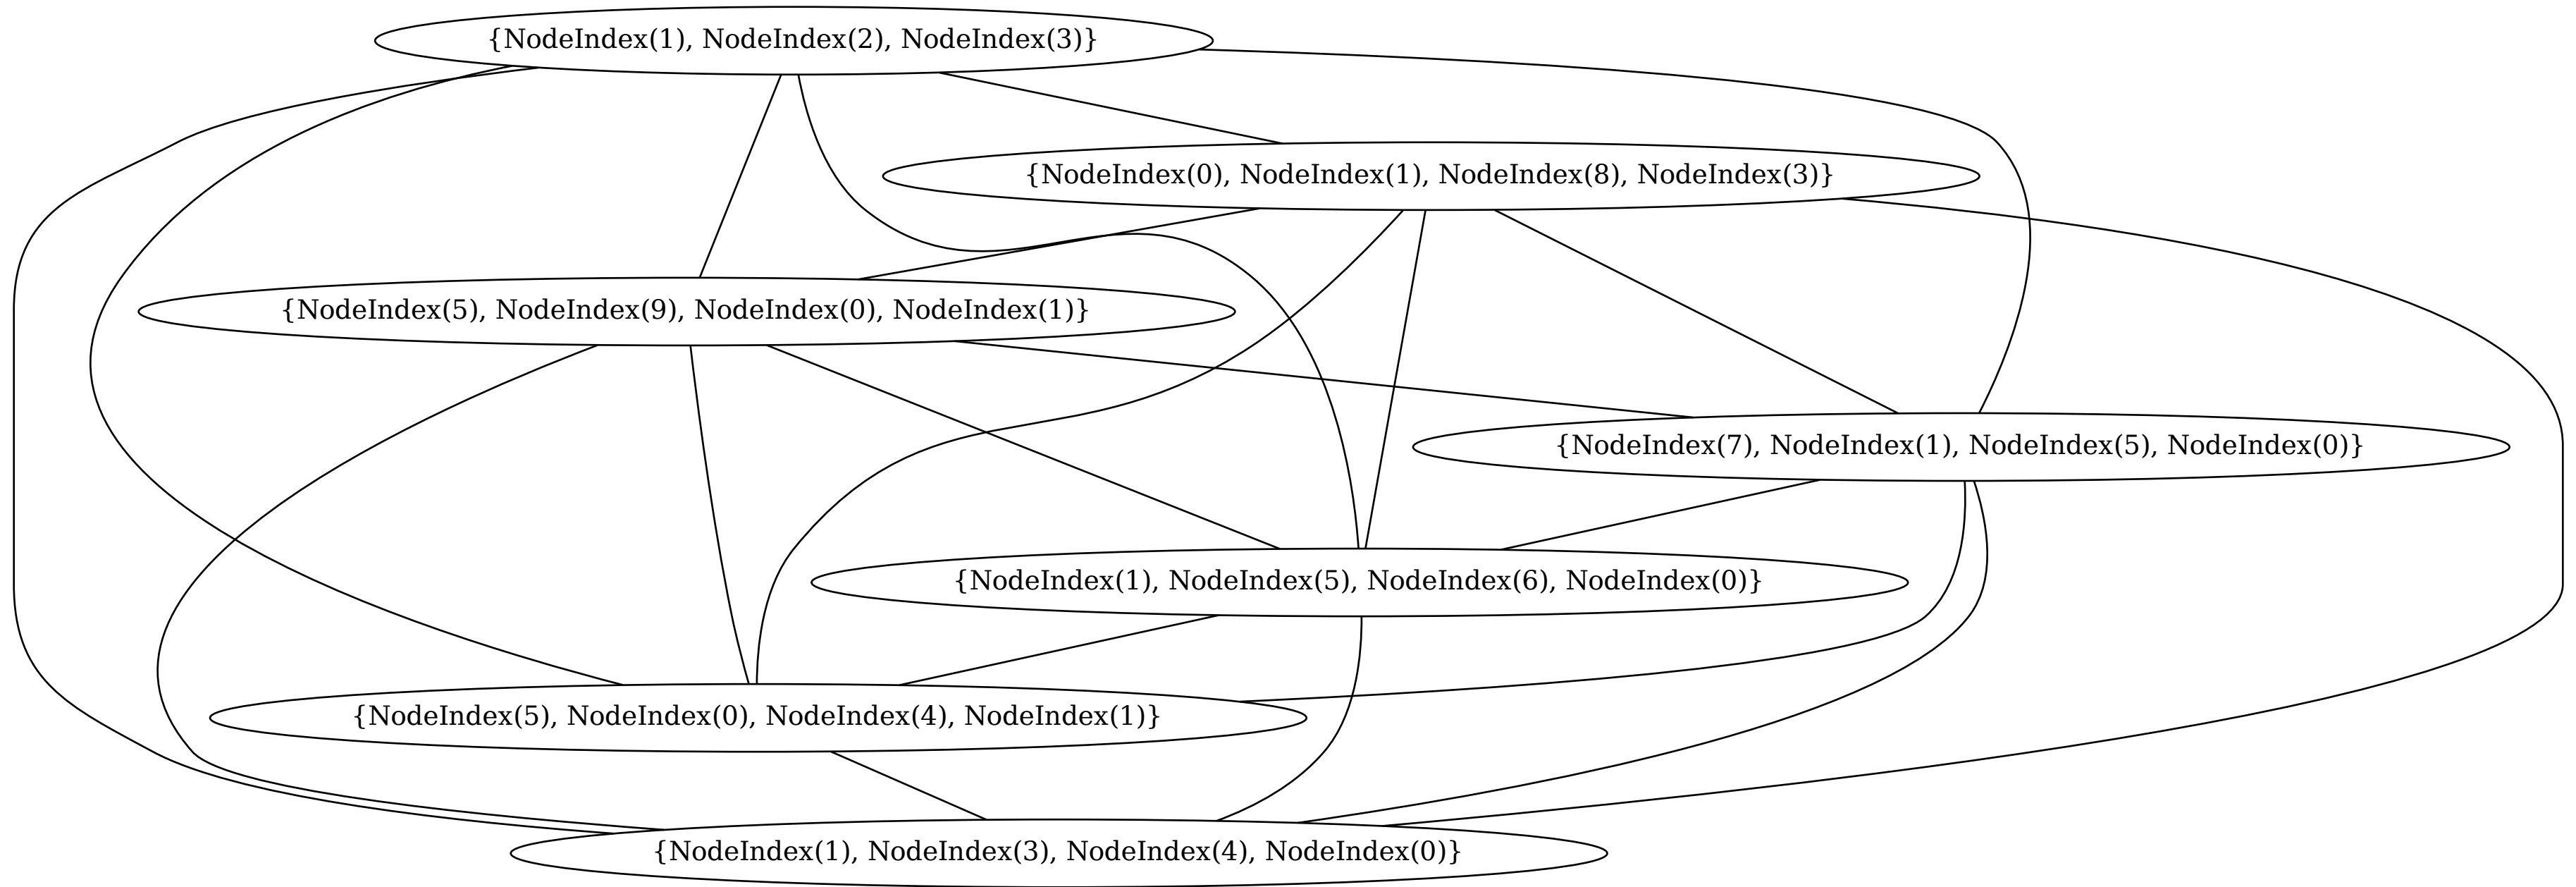 {NodeIndex(1), NodeIndex(2), NodeIndex(3)}
{NodeIndex(0), NodeIndex(1), NodeIndex(8), NodeIndex(3)}
{NodeIndex(5), NodeIndex(9), NodeIndex(0), NodeIndex(1)}
{NodeIndex(7), NodeIndex(1), NodeIndex(5), NodeIndex(0)}
{NodeIndex(1), NodeIndex(5), NodeIndex(6), NodeIndex(0)}
{NodeIndex(5), NodeIndex(0), NodeIndex(4), NodeIndex(1)}
{NodeIndex(1), NodeIndex(3), NodeIndex(4), NodeIndex(0)}